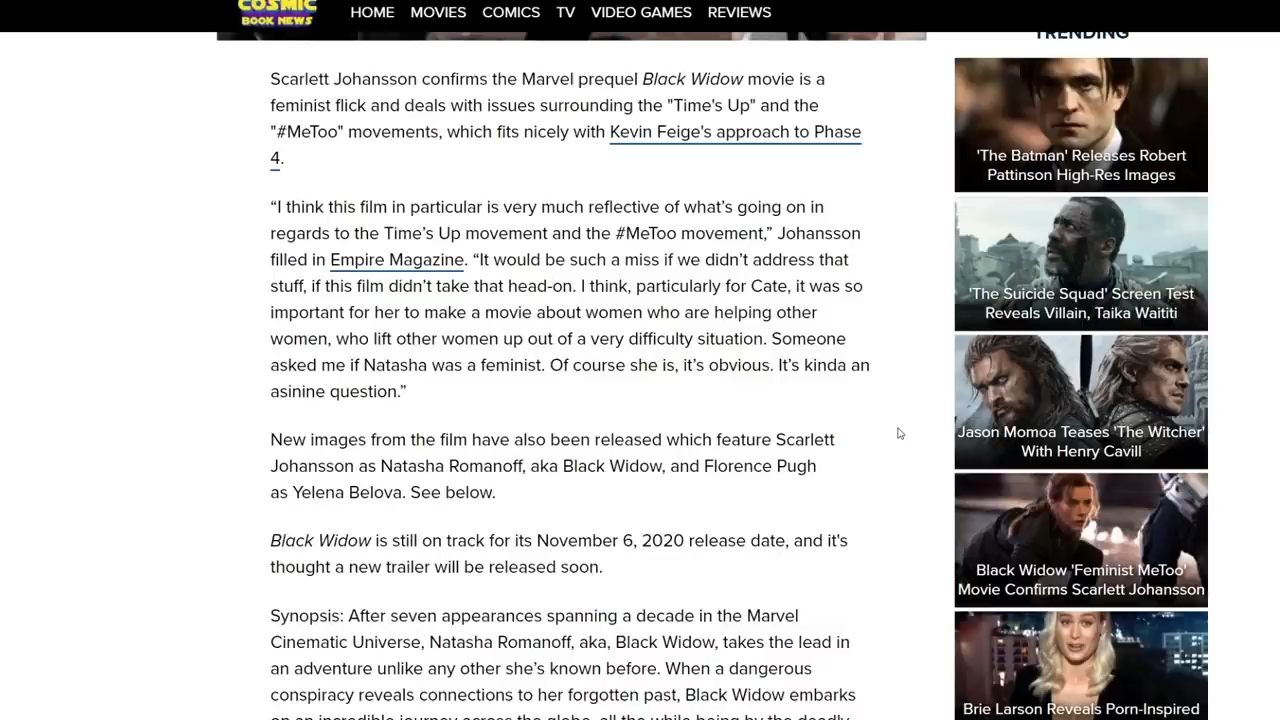 COSMIC
BOOK NEWS
HOME
MOVIES
COMICS
TV
VIDEO GAMES
REVIEWS
Scarlett Johansson confirms the Marvel prequel Black Widow movie is a
feminist flick and deals with issues surrounding the "Time's Up" and the
"#MeToo" movements, which fits nicely with Kevin Feige's approach to Phase
4.
“I think this film in particular is very much reflective of what’s going on in
regards to the Time’s Up movement and the #MeToo movement,” Johansson
filled in Empire Magazine. “It would be such a miss if we didn’t address that
stuff, if this film didn’t take that head-on. I think, particularly for Cate, it was so
important for her to make a movie about women who are helping other
women, who lift other women up out of a very difficulty situation. Someone
asked me if Natasha was a feminist. Of course she is, it’s obvious. It’s kinda an
asinine question.”
New images from the film have also been released which feature Scarlett
Johansson as Natasha Romanoff, aka Black Widow, and Florence Pugh
as Yelena Belova. See below.
Black Widow is still on track for its November 6, 2020 release date, and it's
thought a new trailer will be released soon.
Synopsis: After seven appearances spanning a decade in the Marvel
Cinematic Universe, Natasha Romanoff, aka, Black Widow, takes the lead in
an adventure unlike any other she’s known before. When a dangerous
conspiracy reveals connections to her forgotten past, Black Widow embarks
on an incredible journey across the globe, all the while being by the deadly
TRENDING
'The Batman' Releases Robert
Pattinson High-Res Images
'The Suicide Squad' Screen Test
Reveals Villain, Taika Waititi
Jason Momoa Teases 'The Witcher'
With Henry Cavill
Black Widow 'Feminist MeToo'
Movie Confirms Scarlett Johansson
Brie Larson Reveals Porn-Inspired